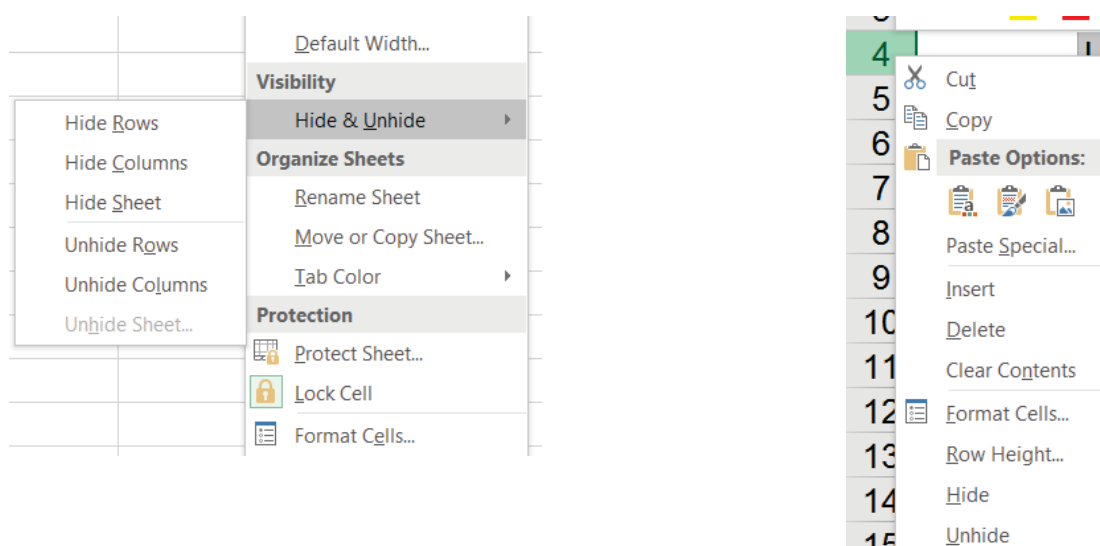 Default Width...
Visibility
Hide & Unhide
Organize Sheets
Rename Sheet
Move or Copy Sheet...
Tab Color
Protection
Protect Sheet...
Lock Cell
Format Cells...
Hide Rows
Hide Columns
Hide Sheet
Unhide Rows
Unhide Columns
Unhide Sheet...
4
5
6
7
8
9
10
11
12
13
14
Cut
Copy
Paste Options:
Paste Special...
Insert
Delete
Clear Contents
Format Cells...
Row Height...
Hide
Unhide